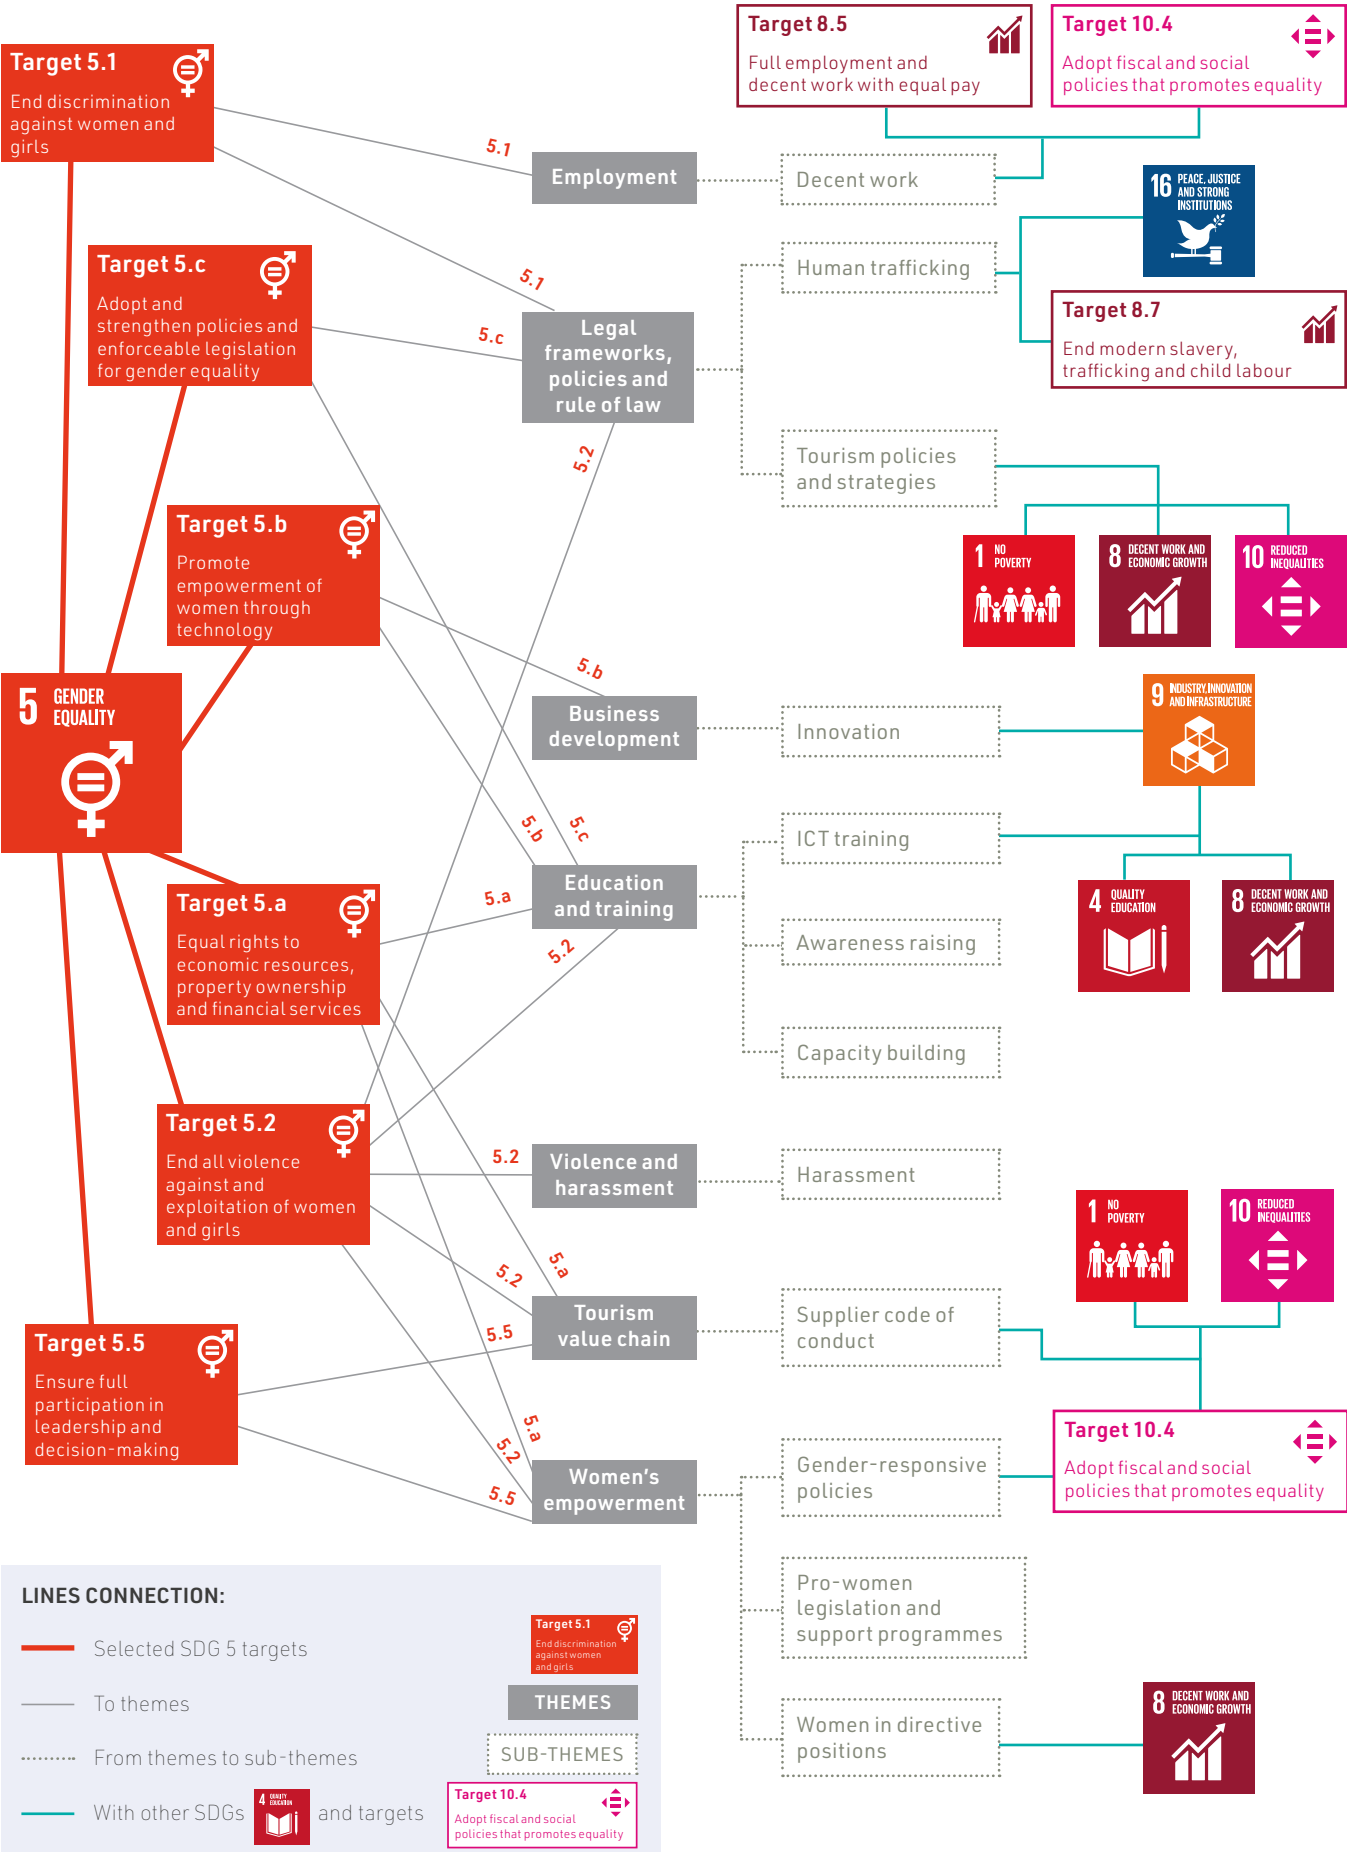 Target 5.1
End discrimination
against women and
girls
Target 5.c
Adopt and
strengthen policies and
enforceable legislation
for gender equality
Target 5.b
Promote
empowerment of
women through
technology
5 GENDER
EQUALITY
Target 5.a
Equal rights to
economic resources,
property ownership
and financial services
Target 5.2
End all violence
against and
exploitation of women
and girls
Target 5.5
Ensure full
participation in
leadership and
decision-making
5.1
5.1
5.c
5.2
5.b
5.b
5.c
5.a
5.2
5.2
5.a
5.2
5.5
5.a
5.2
5.5
Employment
Legal
frameworks,
policies and
rule of law
Business
development
Education
and training
Violence and
harassment
Tourism
value chain
Women's
empowerment
Decent work
Human trafficking
Tourism policies
and strategies
Innovation
ICT training
Awareness raising
Capacity building
Harassment
Supplier code of
conduct
Gender-responsive
policies
Pro-women
legislation and
support programmes
Women in directive
positions
Target 8.5
Full employment and
decent work with equal pay
Target 10.4
Adopt fiscal and social
policies that promotes equality
16 PEACE, JUSTICE
AND STRONG
INSTITUTIONS
Target 8.7
End modern slavery,
trafficking and child labour
1 NO
POVERTY
8 DECENT WORK AND
ECONOMIC GROWTH
10 REDUCED
INEQUALITIES
9 INDUSTRY, INNOVATION
AND INFRASTRUCTURE
4 QUALITY
EDUCATION
8 DECENT WORK AND
ECONOMIC GROWTH
1 NO
POVERTY
10 REDUCED
INEQUALITIES
Target 10.4
Adopt fiscal and social
policies that promotes equality
8 DECENT WORK AND
ECONOMIC GROWTH
LINES CONNECTION:
Selected SDG 5 targets
Target 5.1
End discrimination
against women
and girls
To themes
THEMES
From themes to sub-themes
SUB-THEMES
With other SDGs
4 QUALITY
EDUCATION
and targets
Target 10.4
Adopt fiscal and social
policies that promotes equality